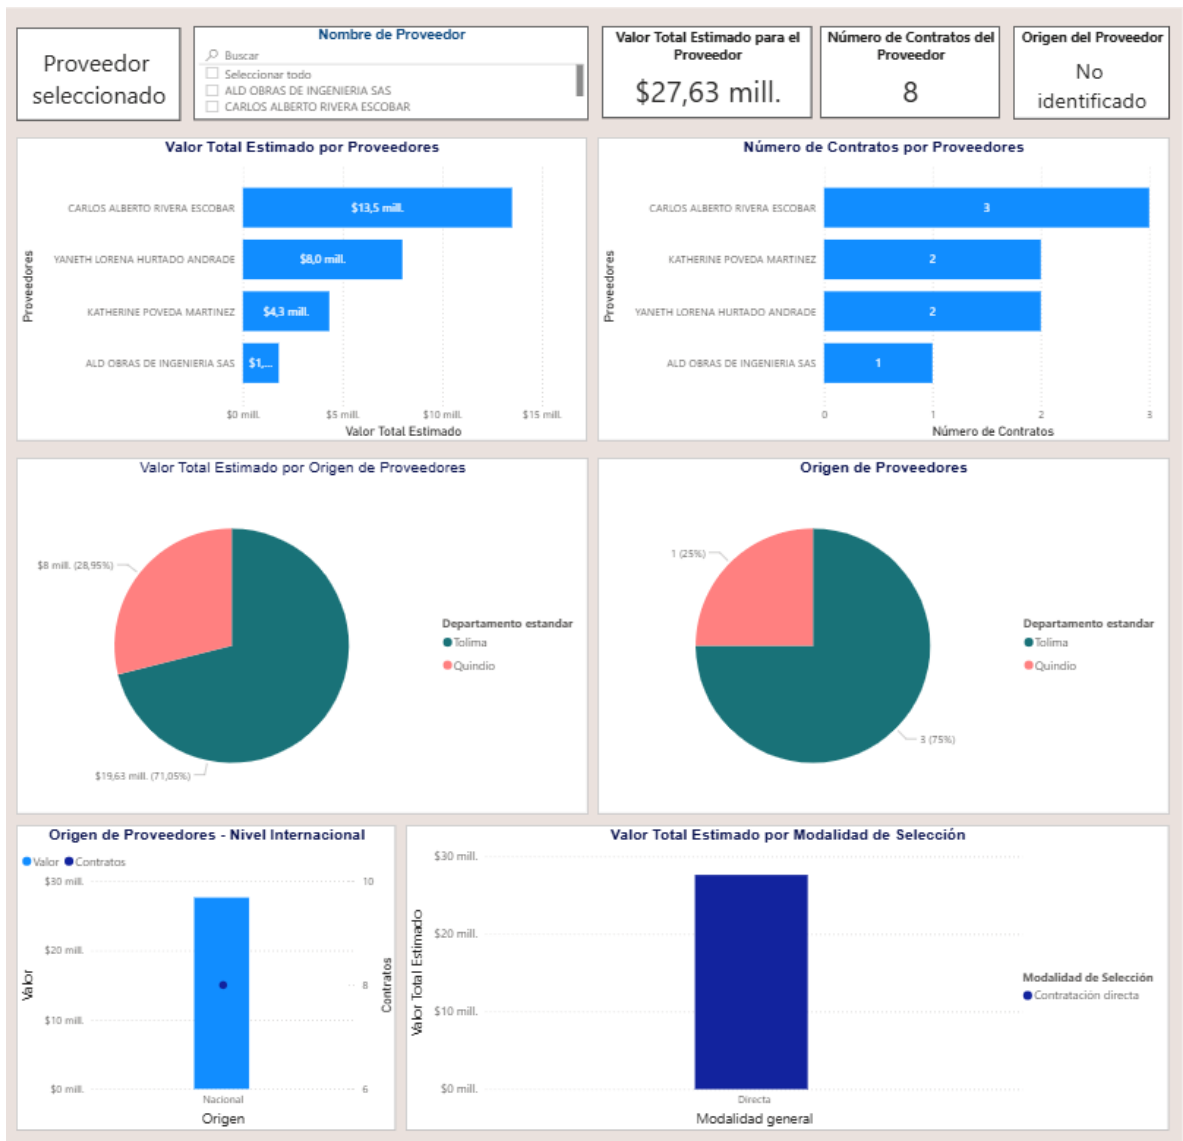 Proveedor
seleccionado
Nombre de Proveedor
Buscar
Seleccionar todo
ALD OBRAS DE INGENIERIA SAS
CARLOS ALBERTO RIVERA ESCOBAR
Valor Total Estimado para el
Proveedor
$27,63 mill.
Número de Contratos del
Proveedor
8
Origen del Proveedor
No
identificado
Valor Total Estimado por Proveedores
Proveedores
CARLOS ALBERTO RIVERA ESCOBAR
$13,5 mill.
YANETH LORENA HURTADO ANDRADE
$8,0 mill.
KATHERINE POVEDA MARTINEZ
$4,3 mill.
ALD OBRAS DE INGENIERIA SAS
$1,...
$0 mill.
$5 mill.
$10 mill.
$15 mill.
Valor Total Estimado
Número de Contratos por Proveedores
Proveedores
CARLOS ALBERTO RIVERA ESCOBAR
3
KATHERINE POVEDA MARTINEZ
2
YANETH LORENA HURTADO ANDRADE
2
ALD OBRAS DE INGENIERIA SAS
1
0
1
2
3
Número de Contratos
Valor Total Estimado por Origen de Proveedores
$8 mill. (28,95%)
$19,63 mill. (71,05%)
Departamento estandar
Tolima
Quindio
Origen de Proveedores
1 (25%)
3 (75%)
Departamento estandar
Tolima
Quindio
Origen de Proveedores - Nivel Internacional
Valor
Contratos
$30 mill.
$20 mill.
$10 mill.
$0 mill.
Valor
10
8
6
Contratos
Nacional
Origen
Valor Total Estimado por Modalidad de Selección
$30 mill.
$20 mill.
$10 mill.
$0 mill.
Valor Total Estimado
Directa
Modalidad general
Modalidad de Selección
Contratación directa